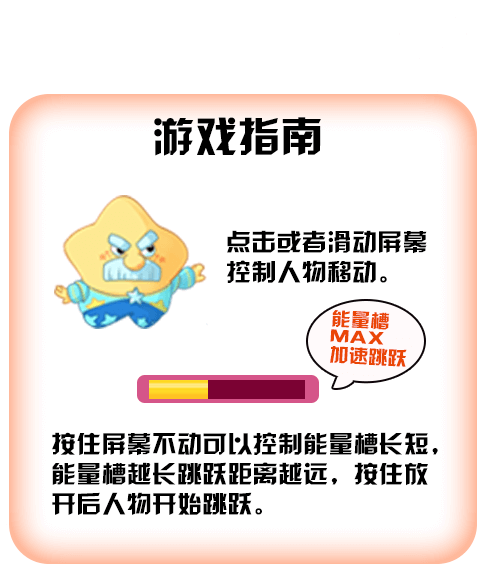 游戏指南
点击或者滑动屏幕
控制人物移动。
能量槽
MAX
加速跳跃
按住屏幕不动可以控制能量槽长短，
能量槽越长跳跃距离越远，按住放
开后人物开始跳跃。